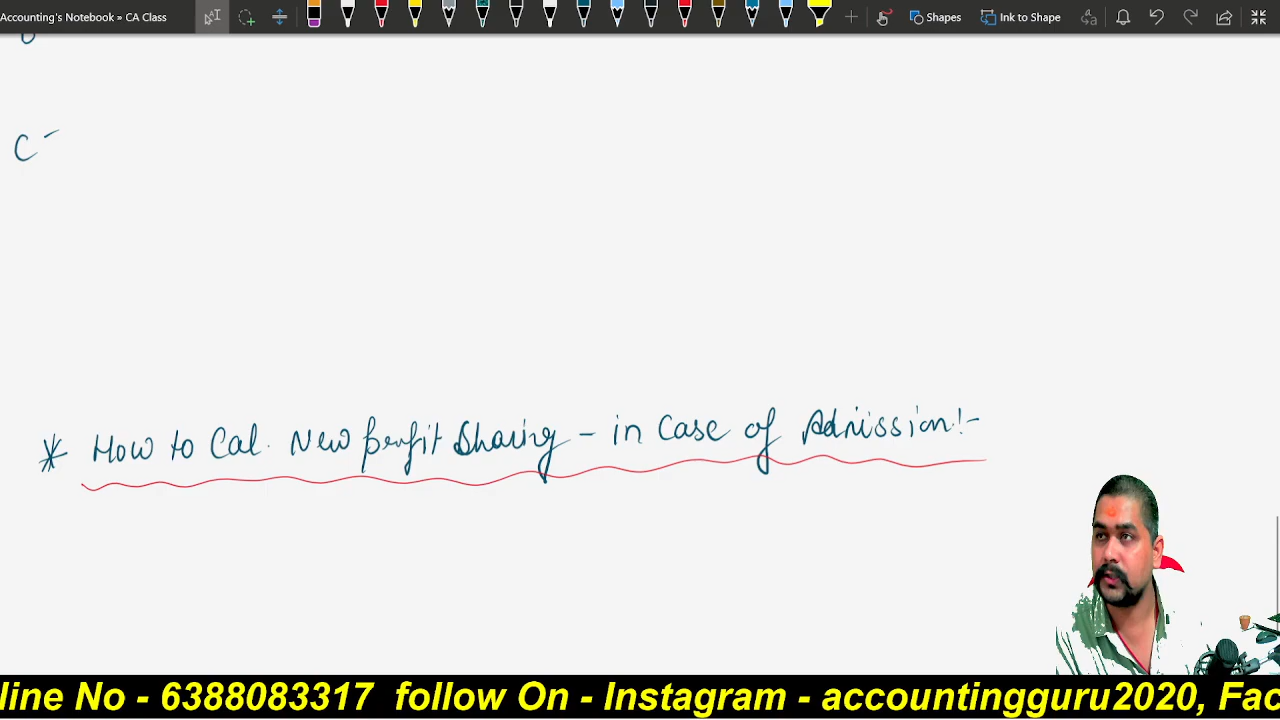 Accounting's Notebook » CA Class
Shapes
Ink to Shape
C -
* How to Cal. New profit Sharing - in Case of Admission!-
line No - 6388083317 follow On - Instagram - accountingguru2020, Fac